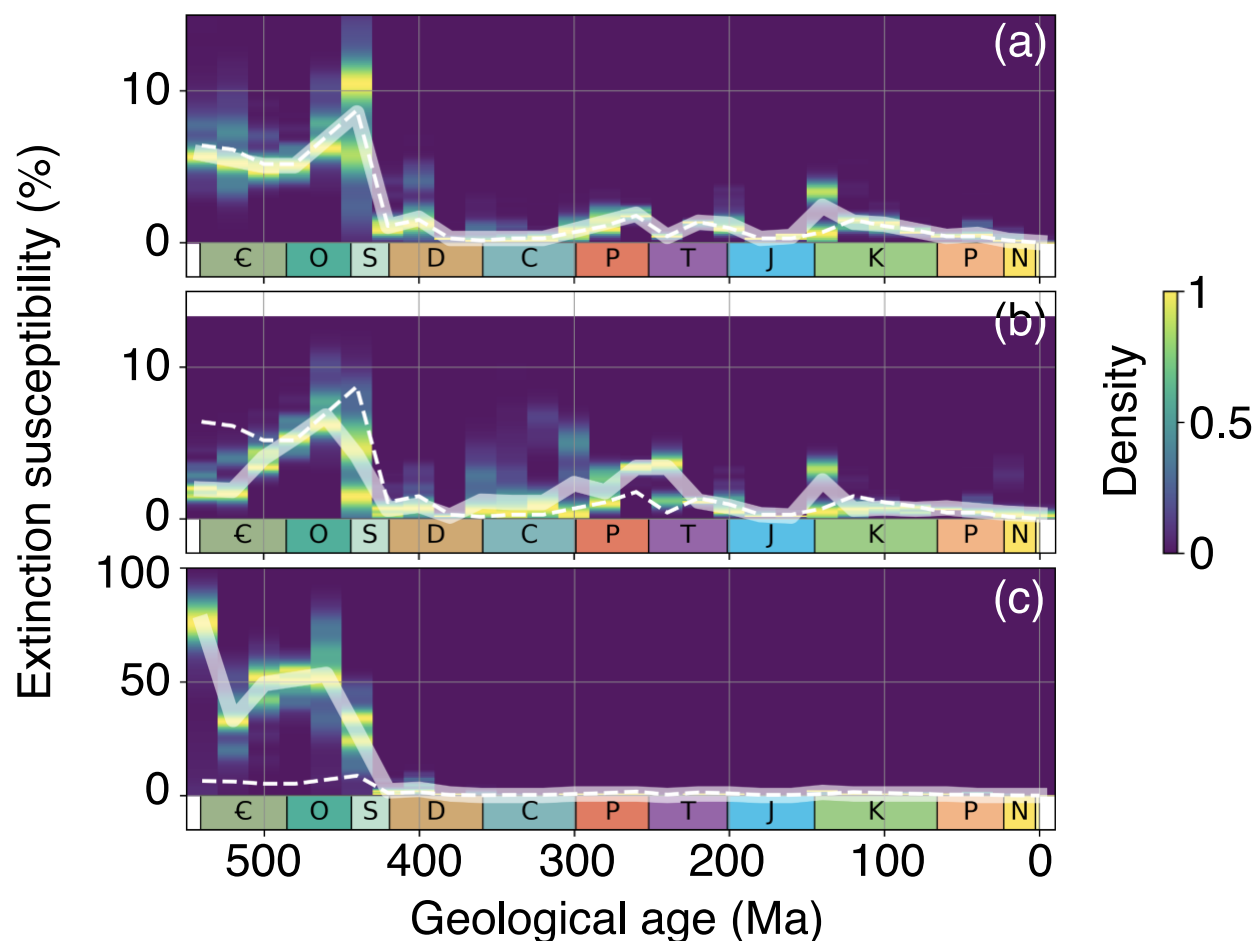 Extinction susceptibility (%)
(a)
10
0
Ꞓ O S D C P T J K P N
(b)
10
0
Ꞓ O S D C P T J K P N
(c)
100
50
0
Ꞓ O S D C P T J K P N
500 400 300 200 100 0
Geological age (Ma)
Density
1
0.5
0